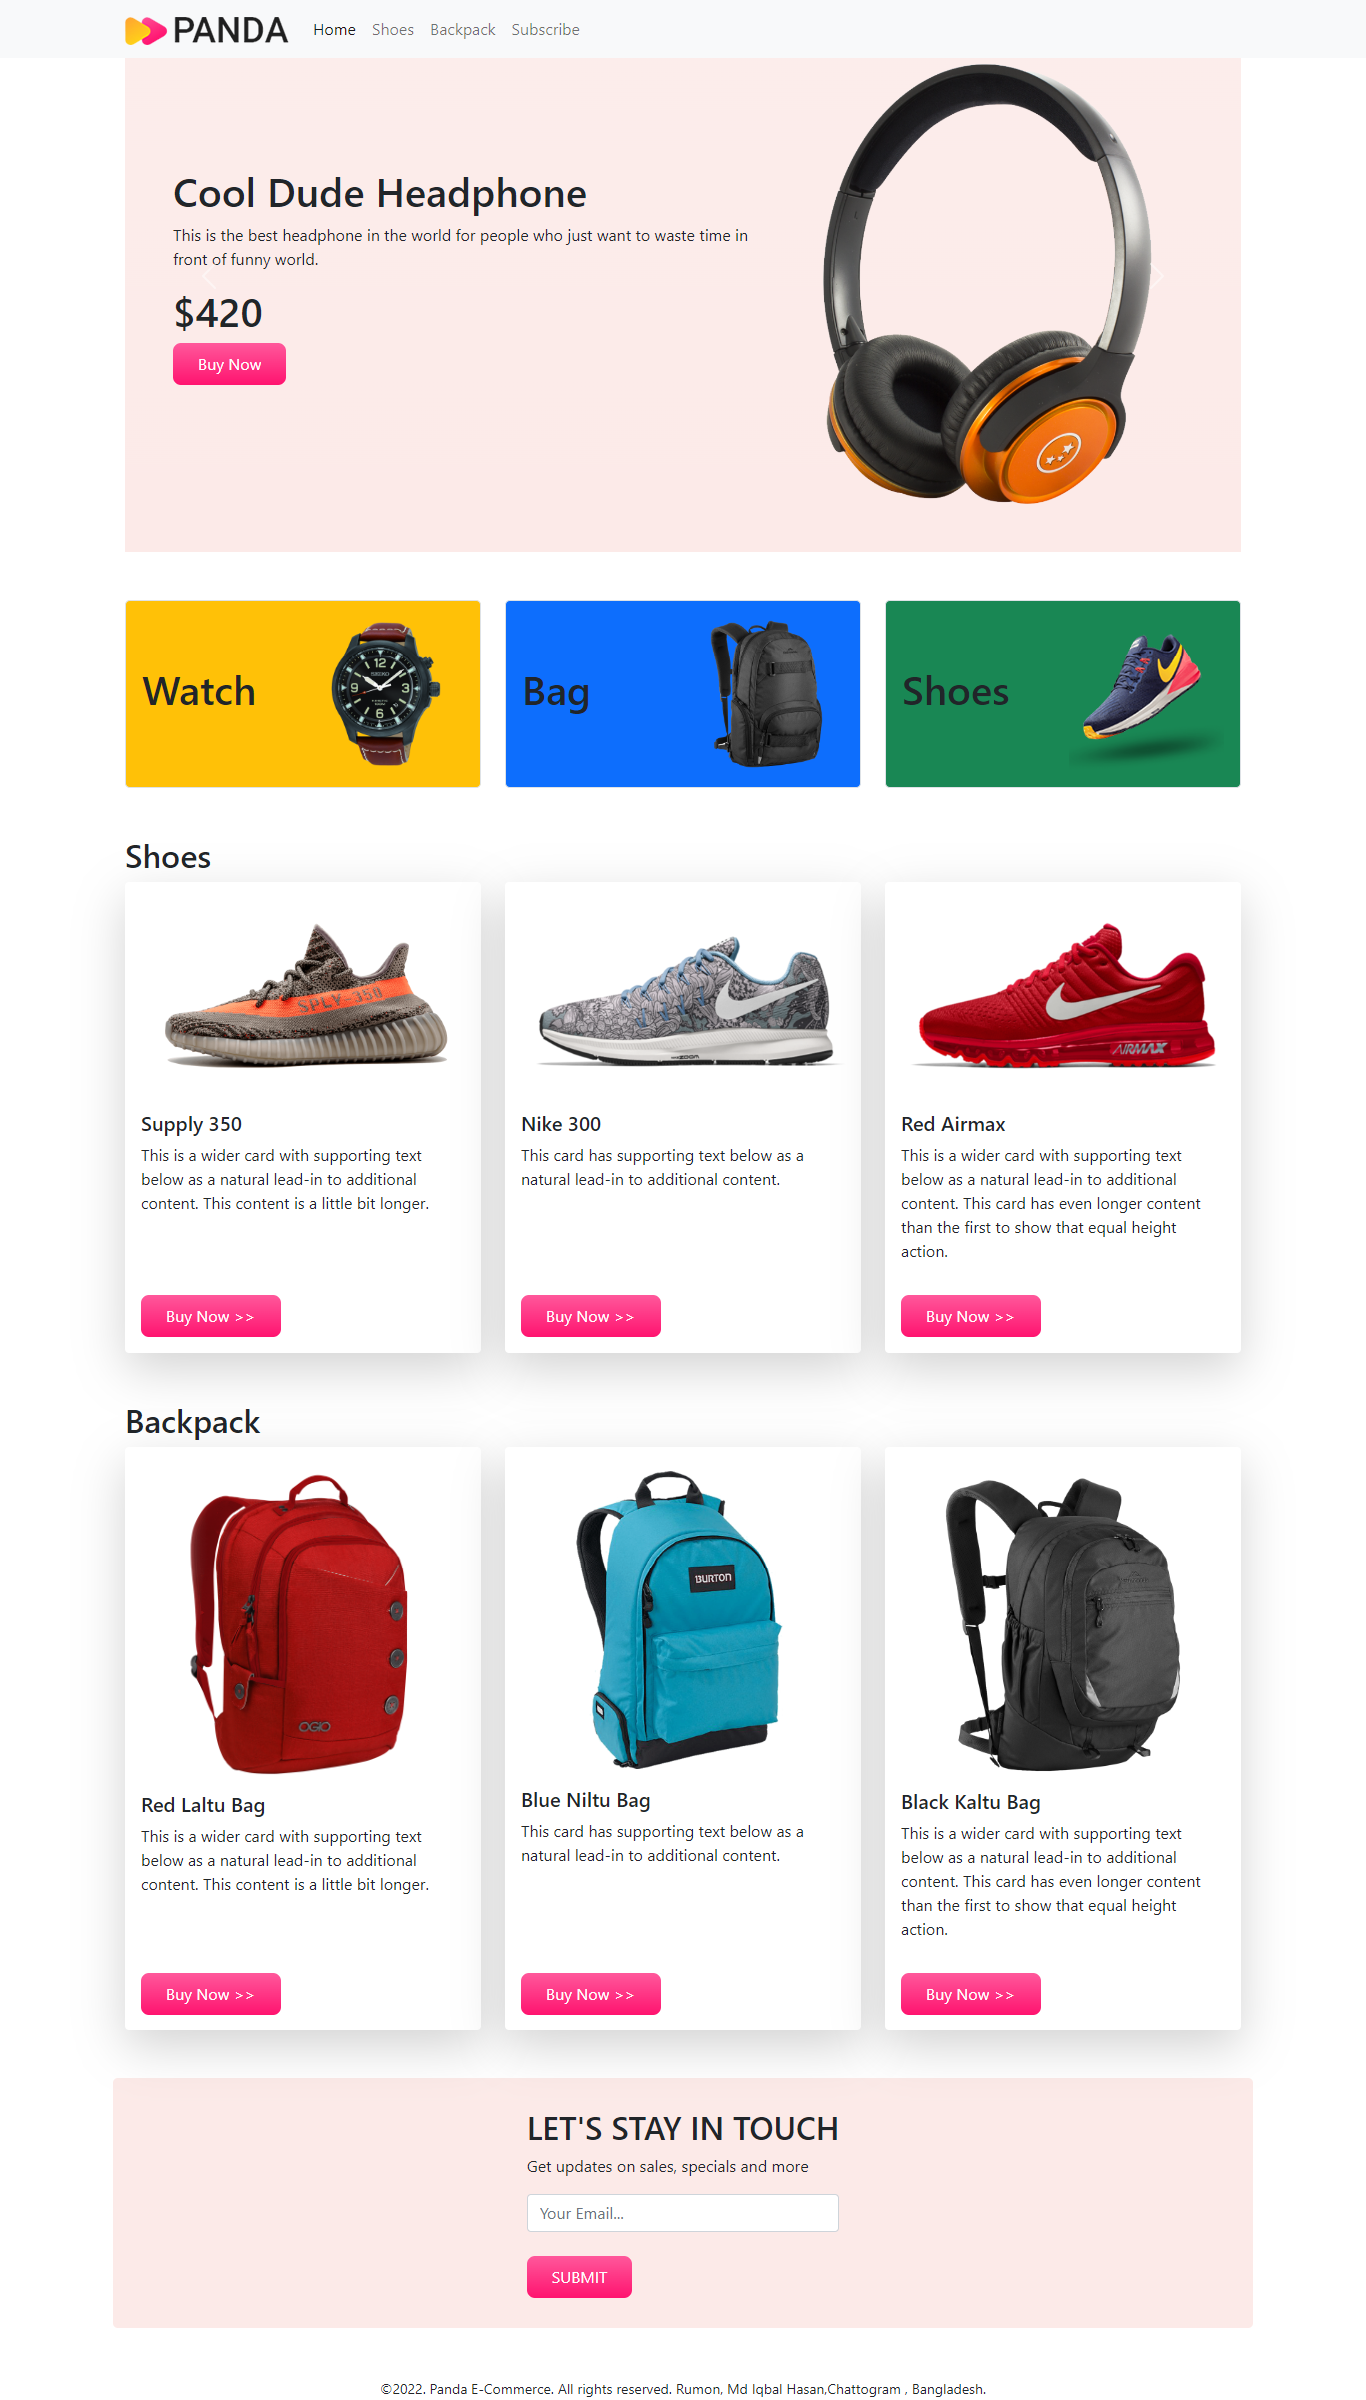 PANDA Home Shoes Backpack Subscribe
Cool Dude Headphone
This is the best headphone in the world for people who just want to waste time in
front of funny world.
$420
Buy Now
Watch
Bag
Shoes
Shoes
SPLY 350
ZOOM
AIRMAX
Supply 350
This is a wider card with supporting text
below as a natural lead-in to additional
content. This content is a little bit longer.
Buy Now >>
Nike 300
This card has supporting text below as a
natural lead-in to additional content.
Buy Now >>
Red Airmax
This is a wider card with supporting text
below as a natural lead-in to additional
content. This card has even longer content
than the first to show that equal height
action.
Buy Now >>
Backpack
OGIO
BURTON
Red Laltu Bag
This is a wider card with supporting text
below as a natural lead-in to additional
content. This content is a little bit longer.
Buy Now >>
Blue Niltu Bag
This card has supporting text below as a
natural lead-in to additional content.
Buy Now >>
Black Kaltu Bag
This is a wider card with supporting text
below as a natural lead-in to additional
content. This card has even longer content
than the first to show that equal height
action.
Buy Now >>
LET'S STAY IN TOUCH
Get updates on sales, specials and more
Your Email...
SUBMIT
©2022. Panda E-Commerce. All rights reserved. Rumon, Md Iqbal Hasan,Chattogram , Bangladesh.